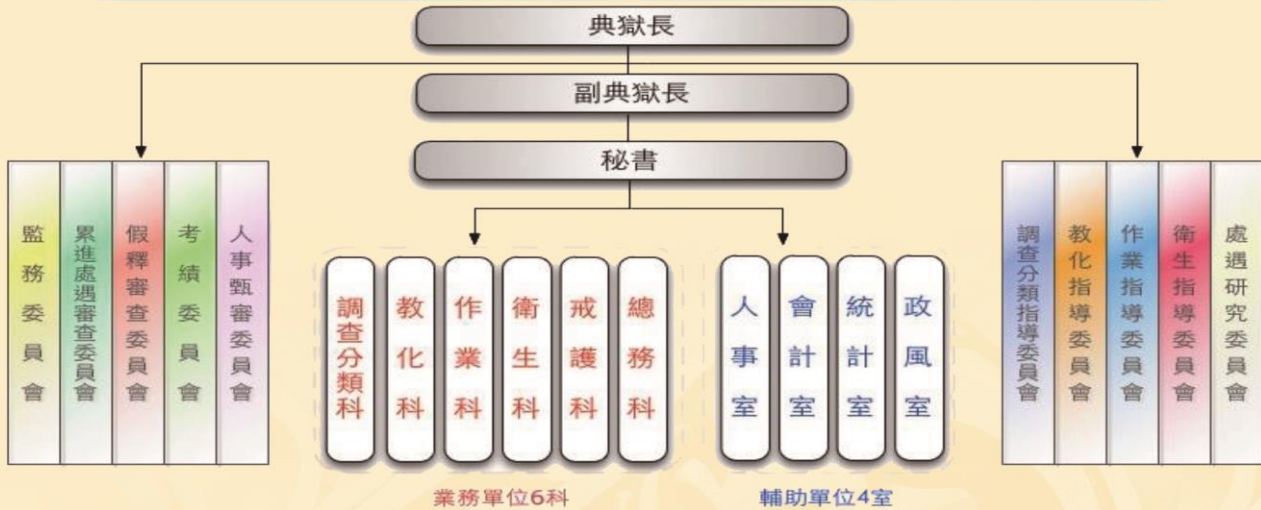 典獄長
副典獄長
秘書
監務委員會
累進處遇審查委員會
假釋審查委員會
考績委員會
人事甄審委員會
調查分類科
教化科
作業科
衛生科
戒護科
總務科
人事室
會計室
統計室
政風室
調查分類指導委員會
教化指導委員會
作業指導委員會
衛生指導委員會
處遇研究委員會
業務單位6科
輔助單位4室